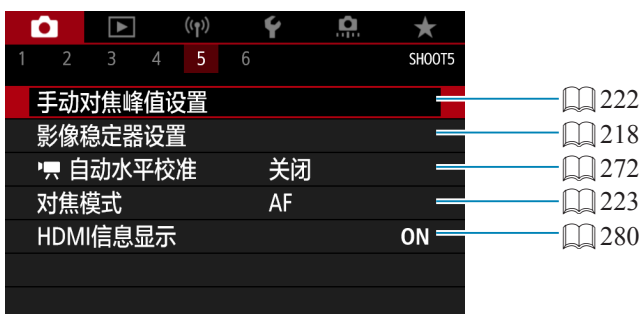 1 2 3 4 5 6 SHOOT5
手动对焦峰值设置 222
影像稳定器设置 218
自动水平校准 关闭 272
对焦模式 AF 223
HDMI信息显示 ON 280